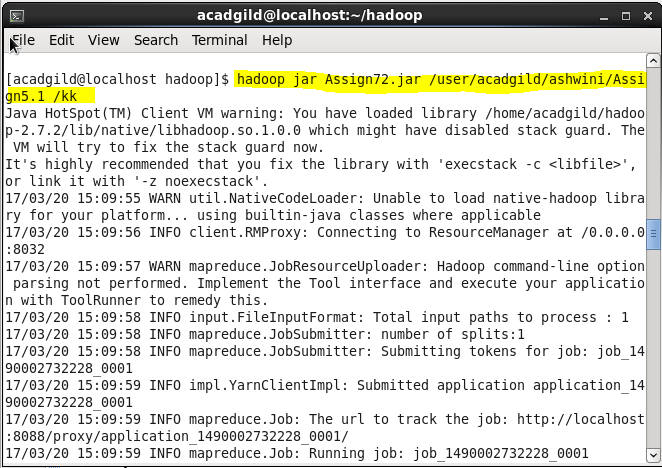 acadgild@localhost:~/hadoop
File Edit View Search Terminal Help
[acadgild@localhost hadoop]$ hadoop jar Assign72.jar /user/acadgild/ashwini/Assi
gn5.1 /kk
Java HotSpot(TM) Client VM warning: You have loaded library /home/acadgild/hadoo
p-2.7.2/lib/native/libhadoop.so.1.0.0 which might have disabled stack guard. The
 VM will try to fix the stack guard now.
It's highly recommended that you fix the library with 'execstack -c <libfile>',
or link it with '-z noexecstack'.
17/03/20 15:09:55 WARN util.NativeCodeLoader: Unable to load native-hadoop libra
ry for your platform... using builtin-java classes where applicable
17/03/20 15:09:56 INFO client.RMProxy: Connecting to ResourceManager at /0.0.0.0
:8032
17/03/20 15:09:57 WARN mapreduce.JobResourceUploader: Hadoop command-line option
 parsing not performed. Implement the Tool interface and execute your applicatio
n with ToolRunner to remedy this.
17/03/20 15:09:58 INFO input.FileInputFormat: Total input paths to process : 1
17/03/20 15:09:58 INFO mapreduce.JobSubmitter: number of splits:1
17/03/20 15:09:58 INFO mapreduce.JobSubmitter: Submitting tokens for job: job_14
90002732228_0001
17/03/20 15:09:59 INFO impl.YarnClientImpl: Submitted application application_14
90002732228_0001
17/03/20 15:09:59 INFO mapreduce.Job: The url to track the job: http://localhost
:8088/proxy/application_1490002732228_0001/
17/03/20 15:09:59 INFO mapreduce.Job: Running job: job_1490002732228_0001